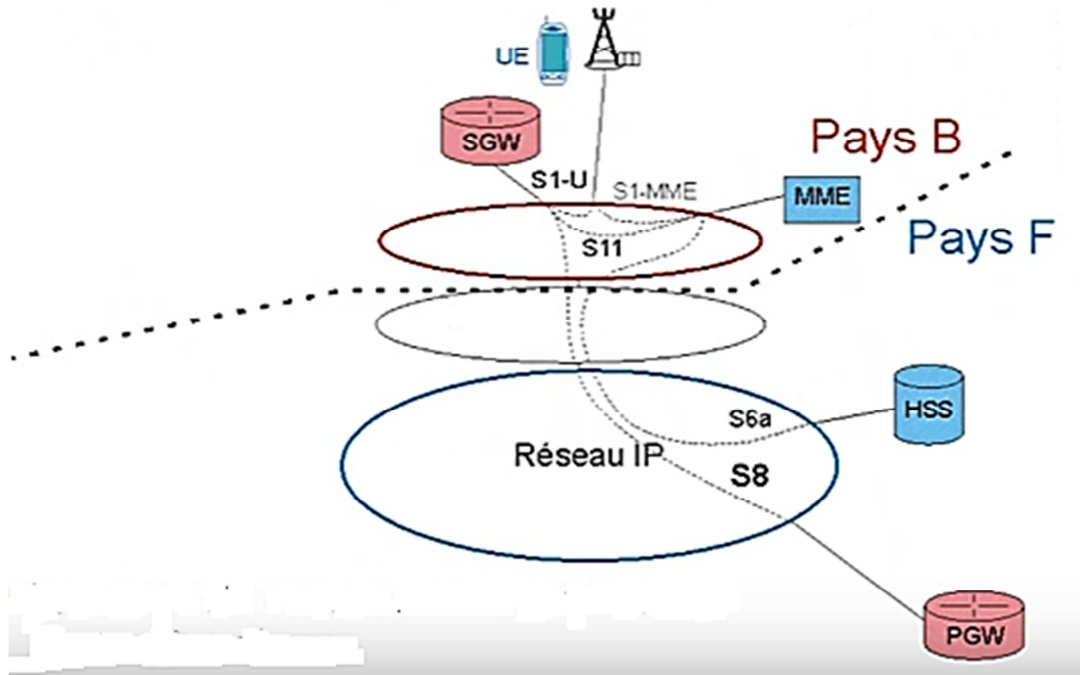 UE
SGW
Pays B
S1-U
S1-MME
MME
Pays F
S11
HSS
S6a
Réseau IP
S8
PGW